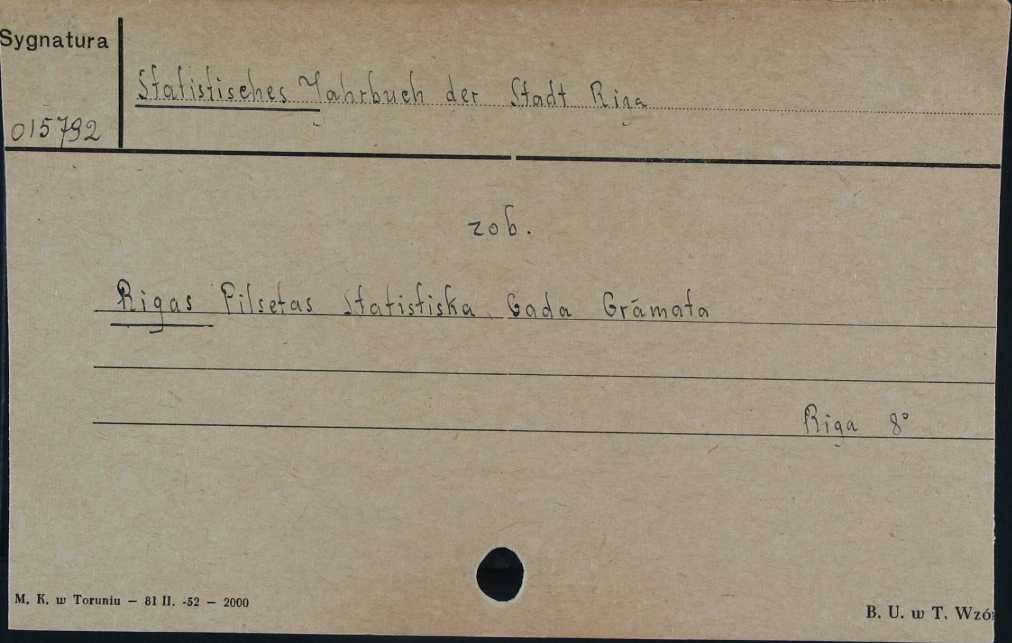 Sygnatura
Statistisches Jahrbuch der Stadt Riga
015792
zob.
Rigas Pilsetas Statistiska Gada Grāmata
Riga 8°
M. K. w Toruniu — 81 II. -52 — 2000
B. U. w T. Wzór